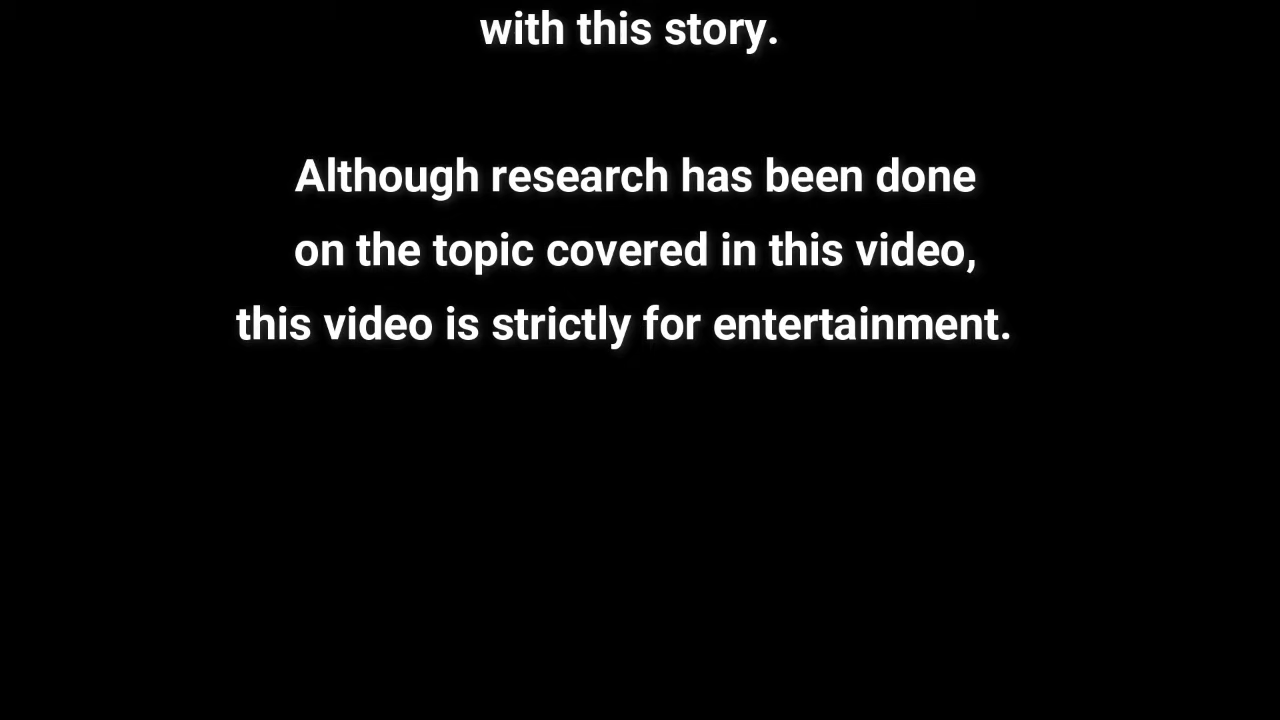 with this story.
Although research has been done
on the topic covered in this video,
this video is strictly for entertainment.